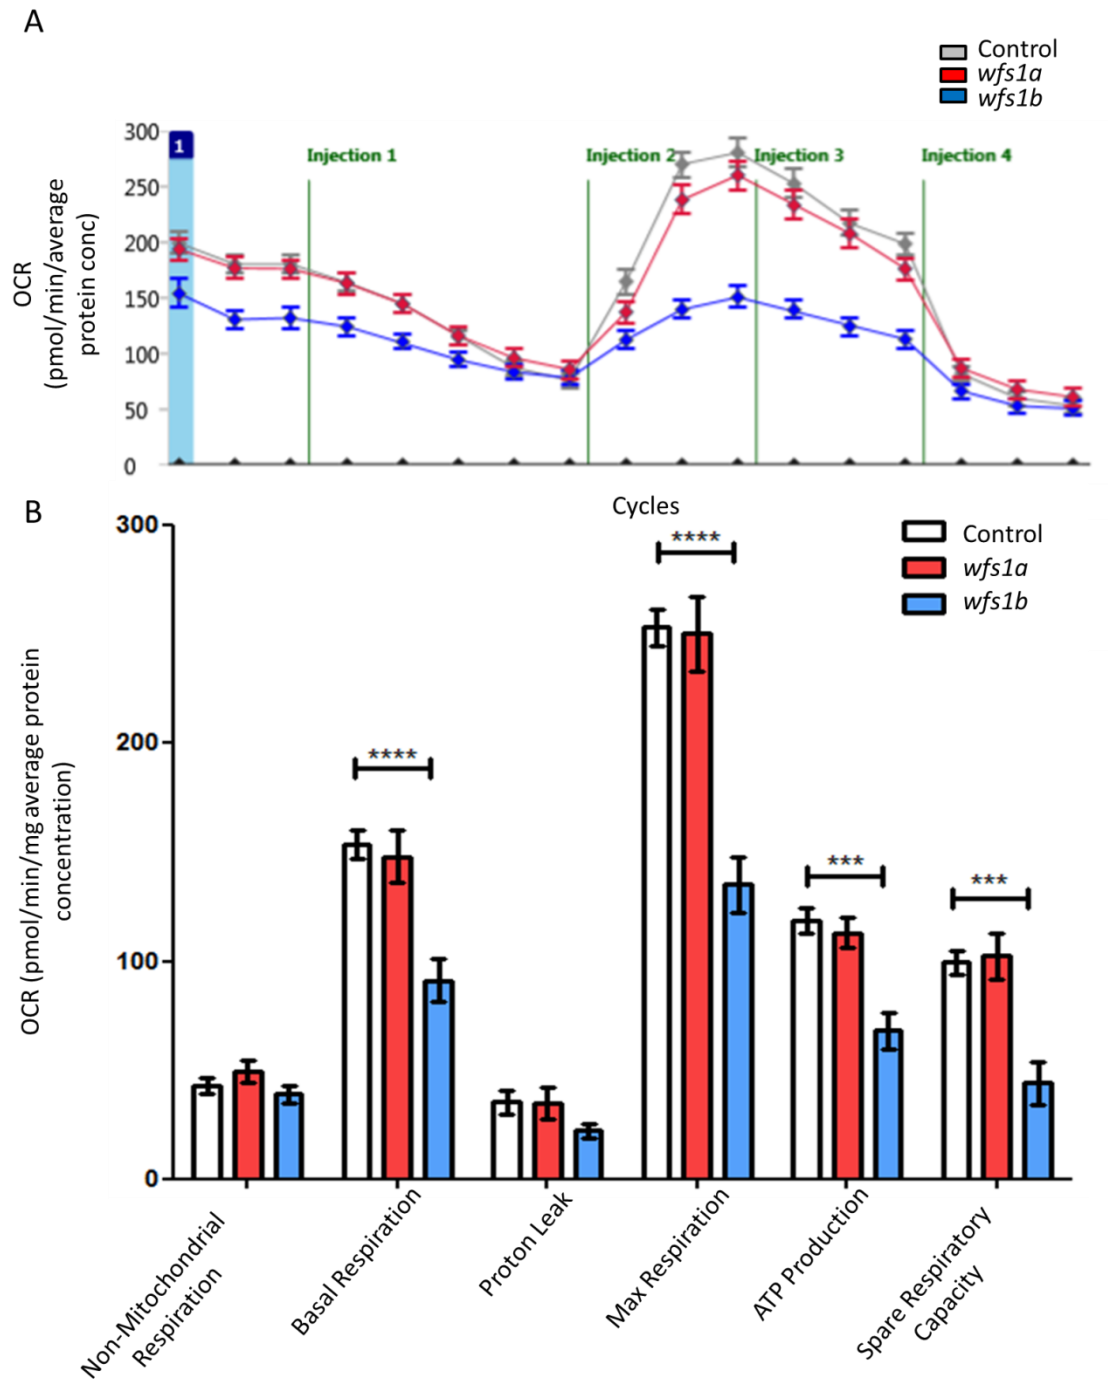 A
Control
wfs1a
wfs1b
OCR
(pmol/min/average
protein conc)
300
250
200
150
100
50
0
1
Injection 1
Injection 2
Injection 3
Injection 4
Cycles
B
Control
wfs1a
wfs1b
OCR (pmol/min/mg average protein
concentration)
300
200
100
0
****
****
***
***
Non-Mitochondrial
Respiration
Basal Respiration
Proton Leak
Max Respiration
ATP Production
Spare Respiratory
Capacity